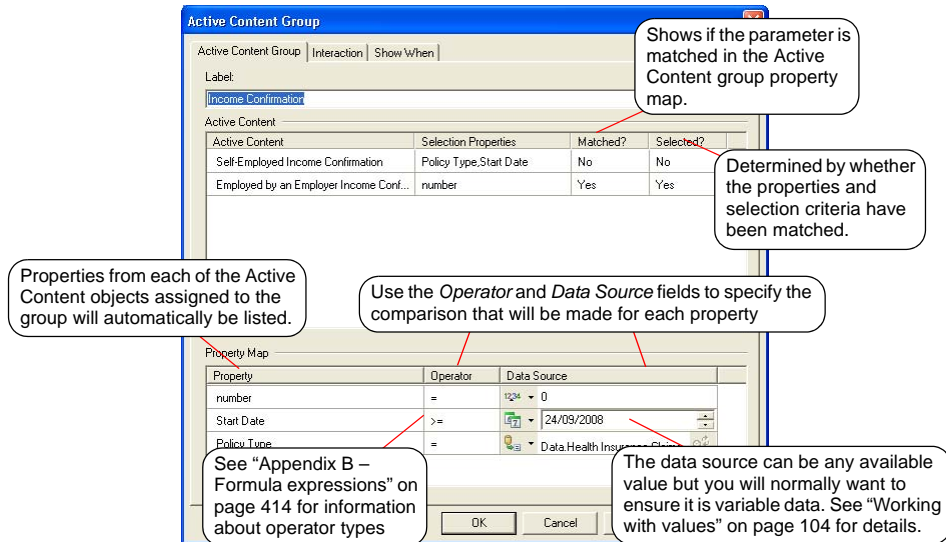 Active Content Group
Shows if the parameter is
matched in the Active
Content group property
map.
Active Content Group Interaction Show When
Label:
Income Confirmation
Active Content
Active Content Selection Properties Matched? Selected?
Self-Employed Income Confirmation Policy Type,Start Date No No
Employed by an Employer Income Conf... number Yes Yes
Determined by whether
the properties and
selection criteria have
been matched.
Properties from each of the Active
Content objects assigned to the
group will automatically be listed.
Use the Operator and Data Source fields to specify the
comparison that will be made for each property
Property Map
Property Operator Data Source
number = 1234 0
Start Date >= 7 24/09/2008
Policy Type = Data.Health Insurance
See “Appendix B –
Formula expressions” on
page 414 for information
about operator types
The data source can be any available
value but you will normally want to
ensure it is variable data. See “Working
with values” on page 104 for details.
OK Cancel